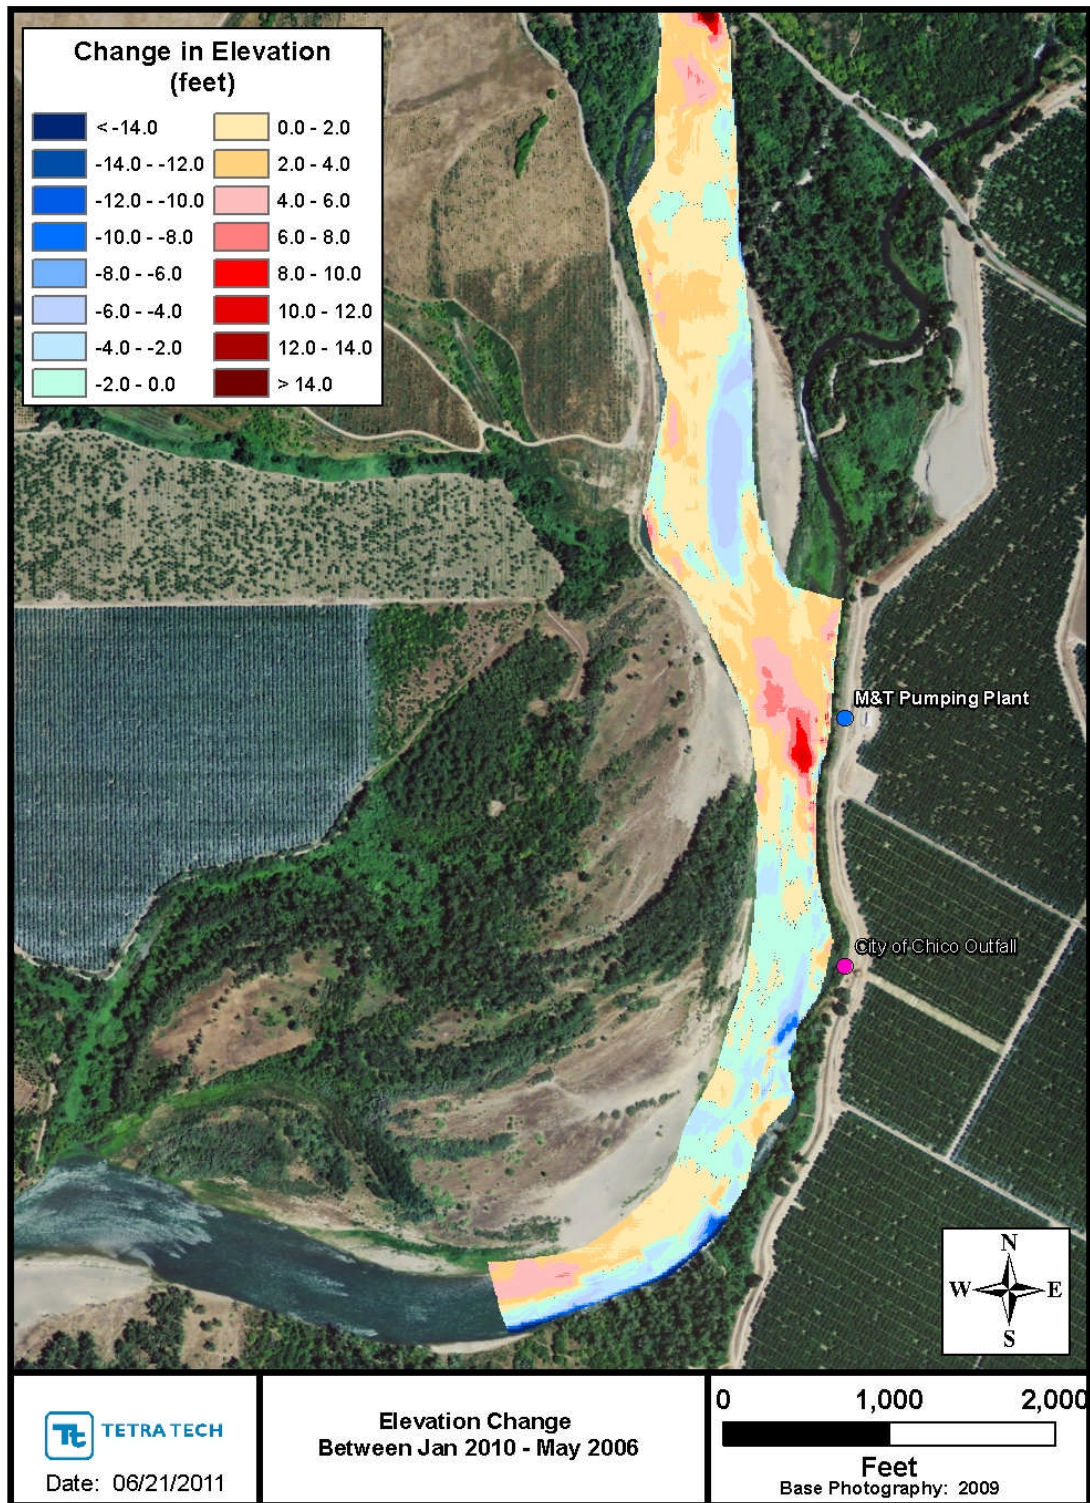 Change in Elevation
(feet)
< -14.0
-14.0 - -12.0
-12.0 - -10.0
-10.0 - -8.0
-8.0 - -6.0
-6.0 - -4.0
-4.0 - -2.0
-2.0 - 0.0
0.0 - 2.0
2.0 - 4.0
4.0 - 6.0
6.0 - 8.0
8.0 - 10.0
10.0 - 12.0
12.0 - 14.0
> 14.0
M&T Pumping Plant
City of Chico Outfall
N
W E
S
Tt TETRA TECH
Date: 06/21/2011
Elevation Change
Between Jan 2010 - May 2006
0 1,000 2,000
Feet
Base Photography: 2009